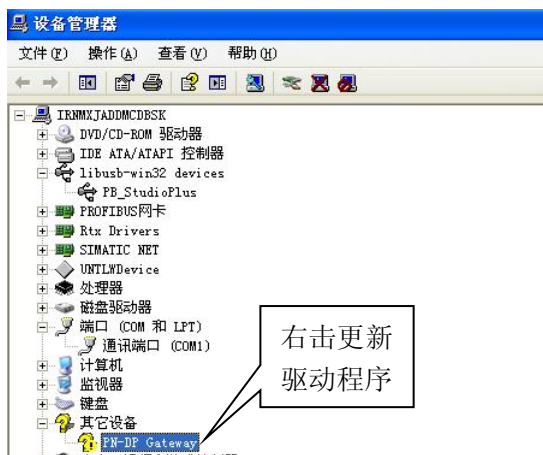 设备管理器
文件(F) 操作(A) 查看(V) 帮助(H)
IRNMXJADDMCDBSK
DVD/CD-ROM 驱动器
IDE ATA/ATAPI 控制器
libusb-win32 devices
PB_StudioPlus
PROFIBUS网卡
Rtx Drivers
SIMATIC NET
UNTLWDevice
处理器
磁盘驱动器
端口 (COM 和 LPT)
通讯端口 (COM1)
计算机
监视器
键盘
其它设备
PN-DP Gateway
右击更新
驱动程序